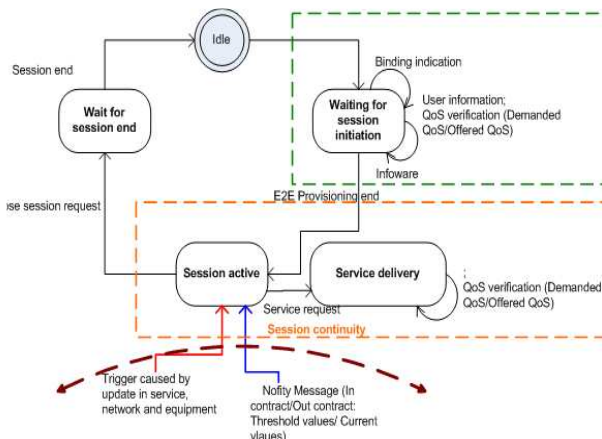 Idle
Session end
Binding indication
Wait for
session end
Waiting for
session
initiation
User information;
QoS verification (Demanded
QoS/Offered QoS)
Infoware
E2E Provisioning end
ose session request
Session active
Service delivery
;
QoS verification (Demanded
QoS/Offered QoS)
Service request
Session continuity
Trigger caused by
update in service,
network and equipment
Nofity Message (In
contract/Out contract:
Threshold values/ Current
vlaues)